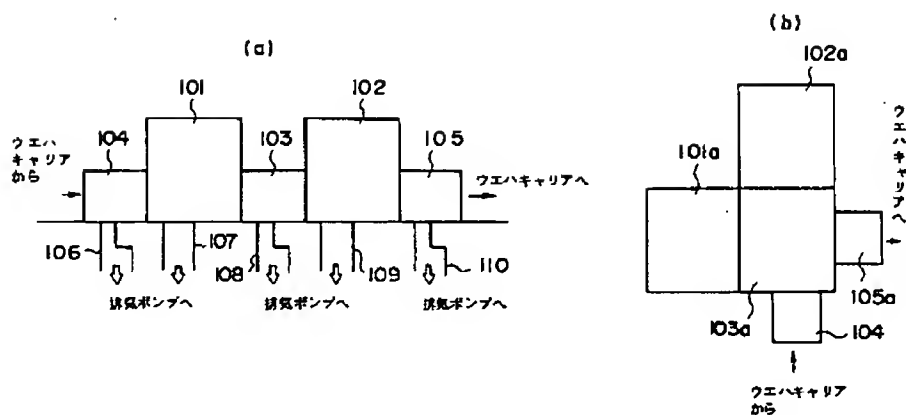 (a)
101
102
104
103
105
ウエハ
キャリア
から
ウエハキャリアへ
106
107
108
109
110
排気ポンプへ
排気ポンプへ
排気ポンプへ
(b)
102a
101a
ウエハキャリアへ
105a
103a
104
ウエハキャリア
から